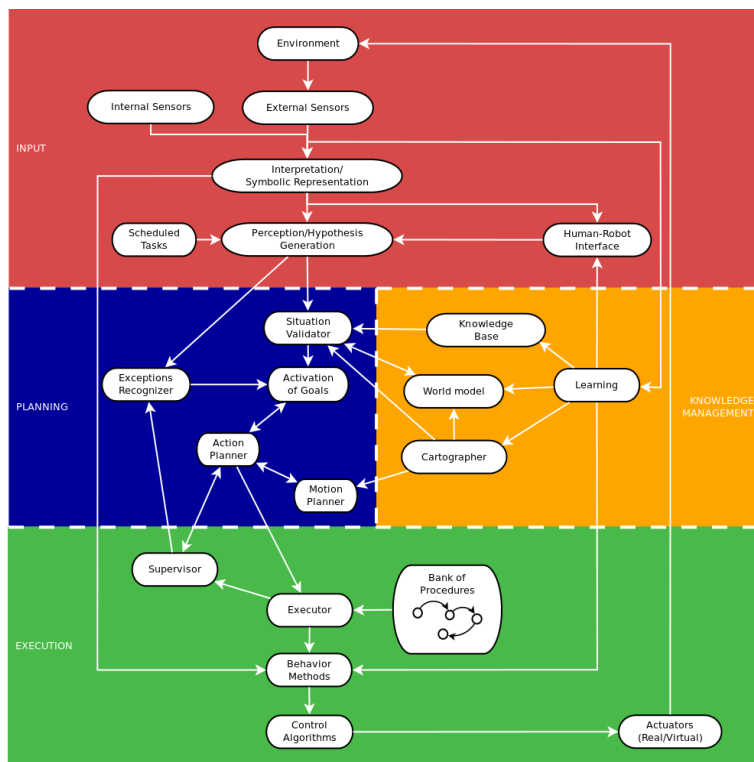 Environment
Internal Sensors
External Sensors
INPUT
Interpretation/
Symbolic Representation
Scheduled
Tasks
Perception/Hypothesis
Generation
Human-Robot
Interface
Situation
Validator
Knowledge
Base
Exceptions
Recognizer
Activation
of Goals
World model
Learning
PLANNING
KNOWLEDGE
MANAGEMENT
Action
Planner
Cartographer
Motion
Planner
Supervisor
Bank of
Procedures
Executor
EXECUTION
Behavior
Methods
Control
Algorithms
Actuators
(Real/Virtual)